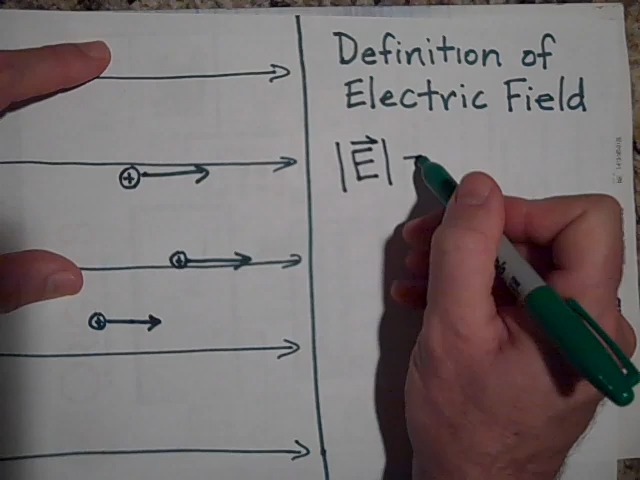 Definition of
Electric Field
|E⃗| -
+
+
+